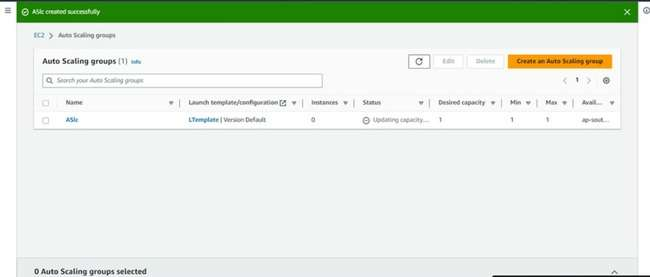 ASlc created successfully
EC2 > Auto Scaling groups
Auto Scaling groups (1) Info
Edit
Delete
Create an Auto Scaling group
Search your Auto Scaling groups
1
Name
Launch template/configuration
Instances
Status
Desired capacity
Min
Max
Avail...
ASlc
LTemplate | Version Default
0
Updating capacity...
1
1
1
ap-sout...
0 Auto Scaling groups selected